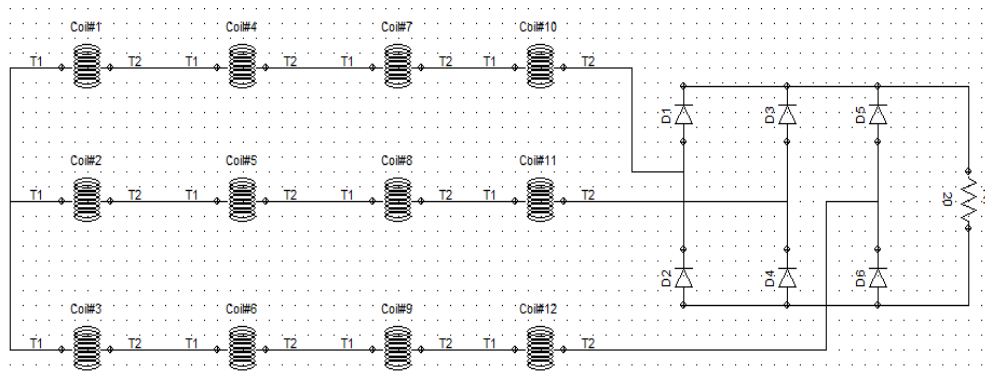 Coil#1 Coil#4 Coil#7 Coil#10
T1 T2 T1 T2 T1 T2 T1 T2
D1 D3 D5
Coil#2 Coil#5 Coil#8 Coil#11
T1 T2 T1 T2 T1 T2 T1 T2
20
D2 D4 D6
Coil#3 Coil#6 Coil#9 Coil#12
T1 T2 T1 T2 T1 T2 T1 T2